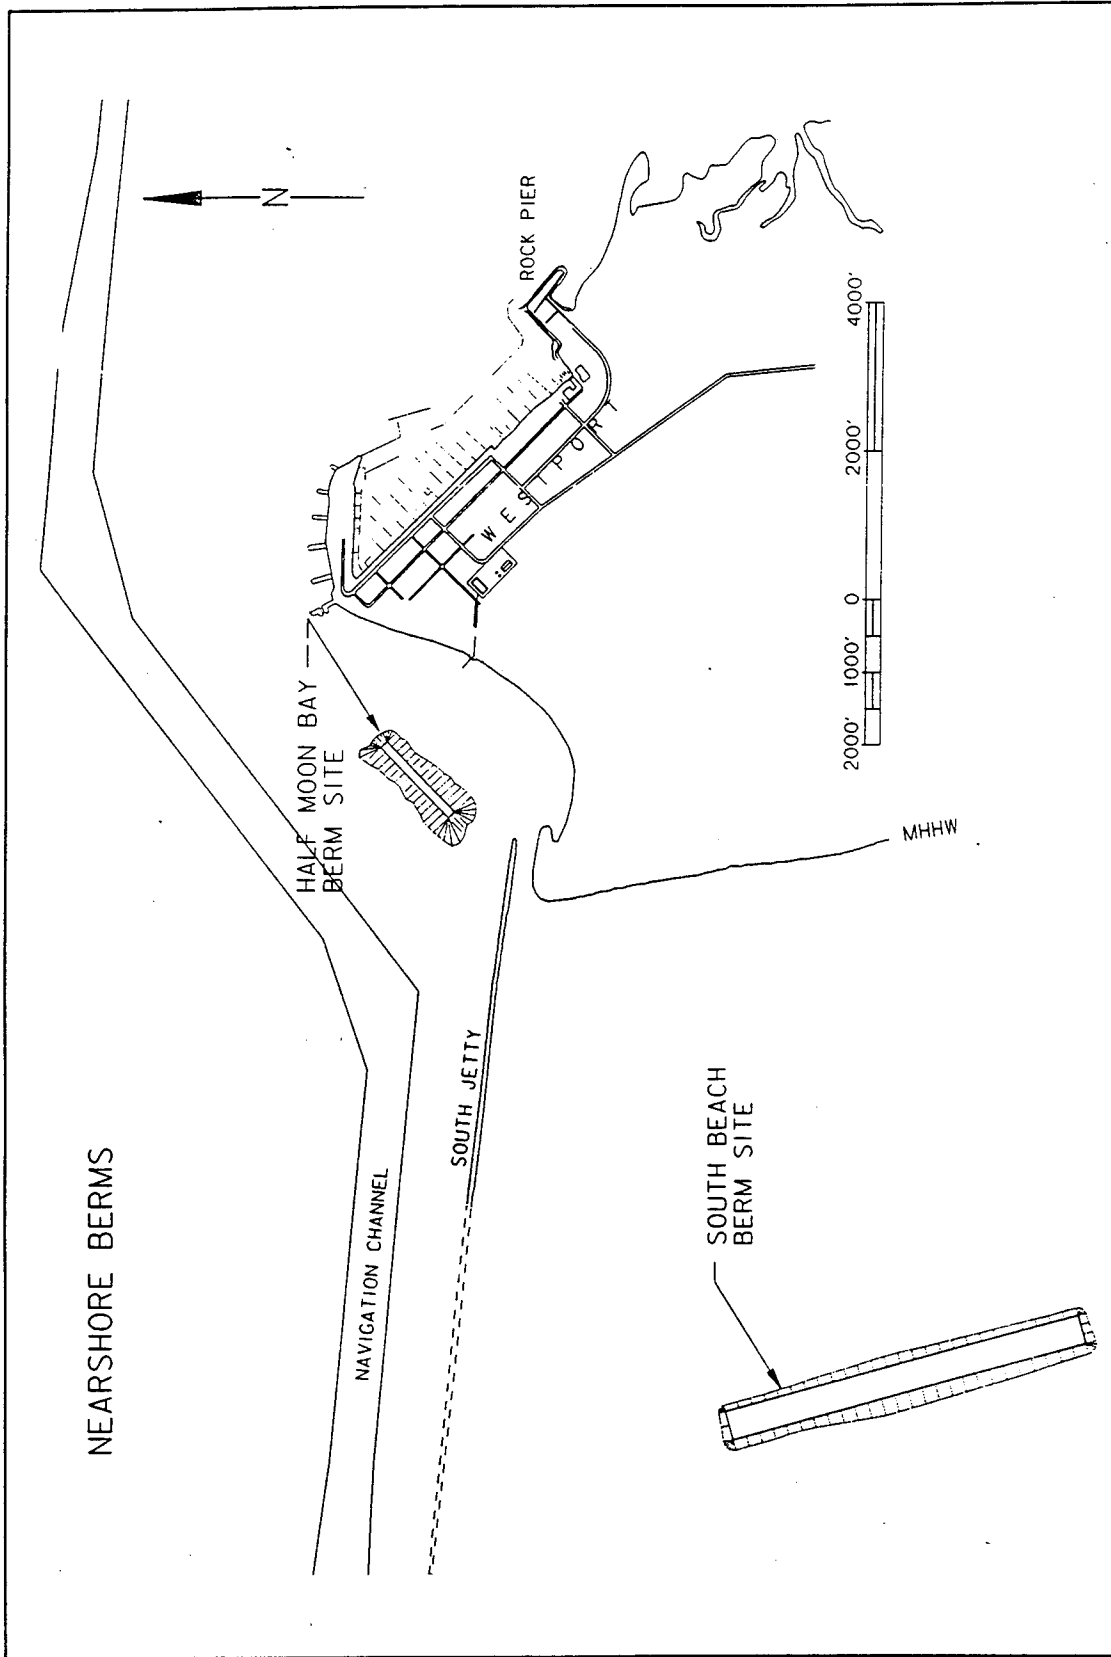 NEARSHORE BERMS
N
HALF MOON BAY
BERM SITE
ROCK PIER
WESTPORT
NAVIGATION CHANNEL
SOUTH JETTY
MHHW
SOUTH BEACH
BERM SITE
2000' 1000' 0 2000' 4000'